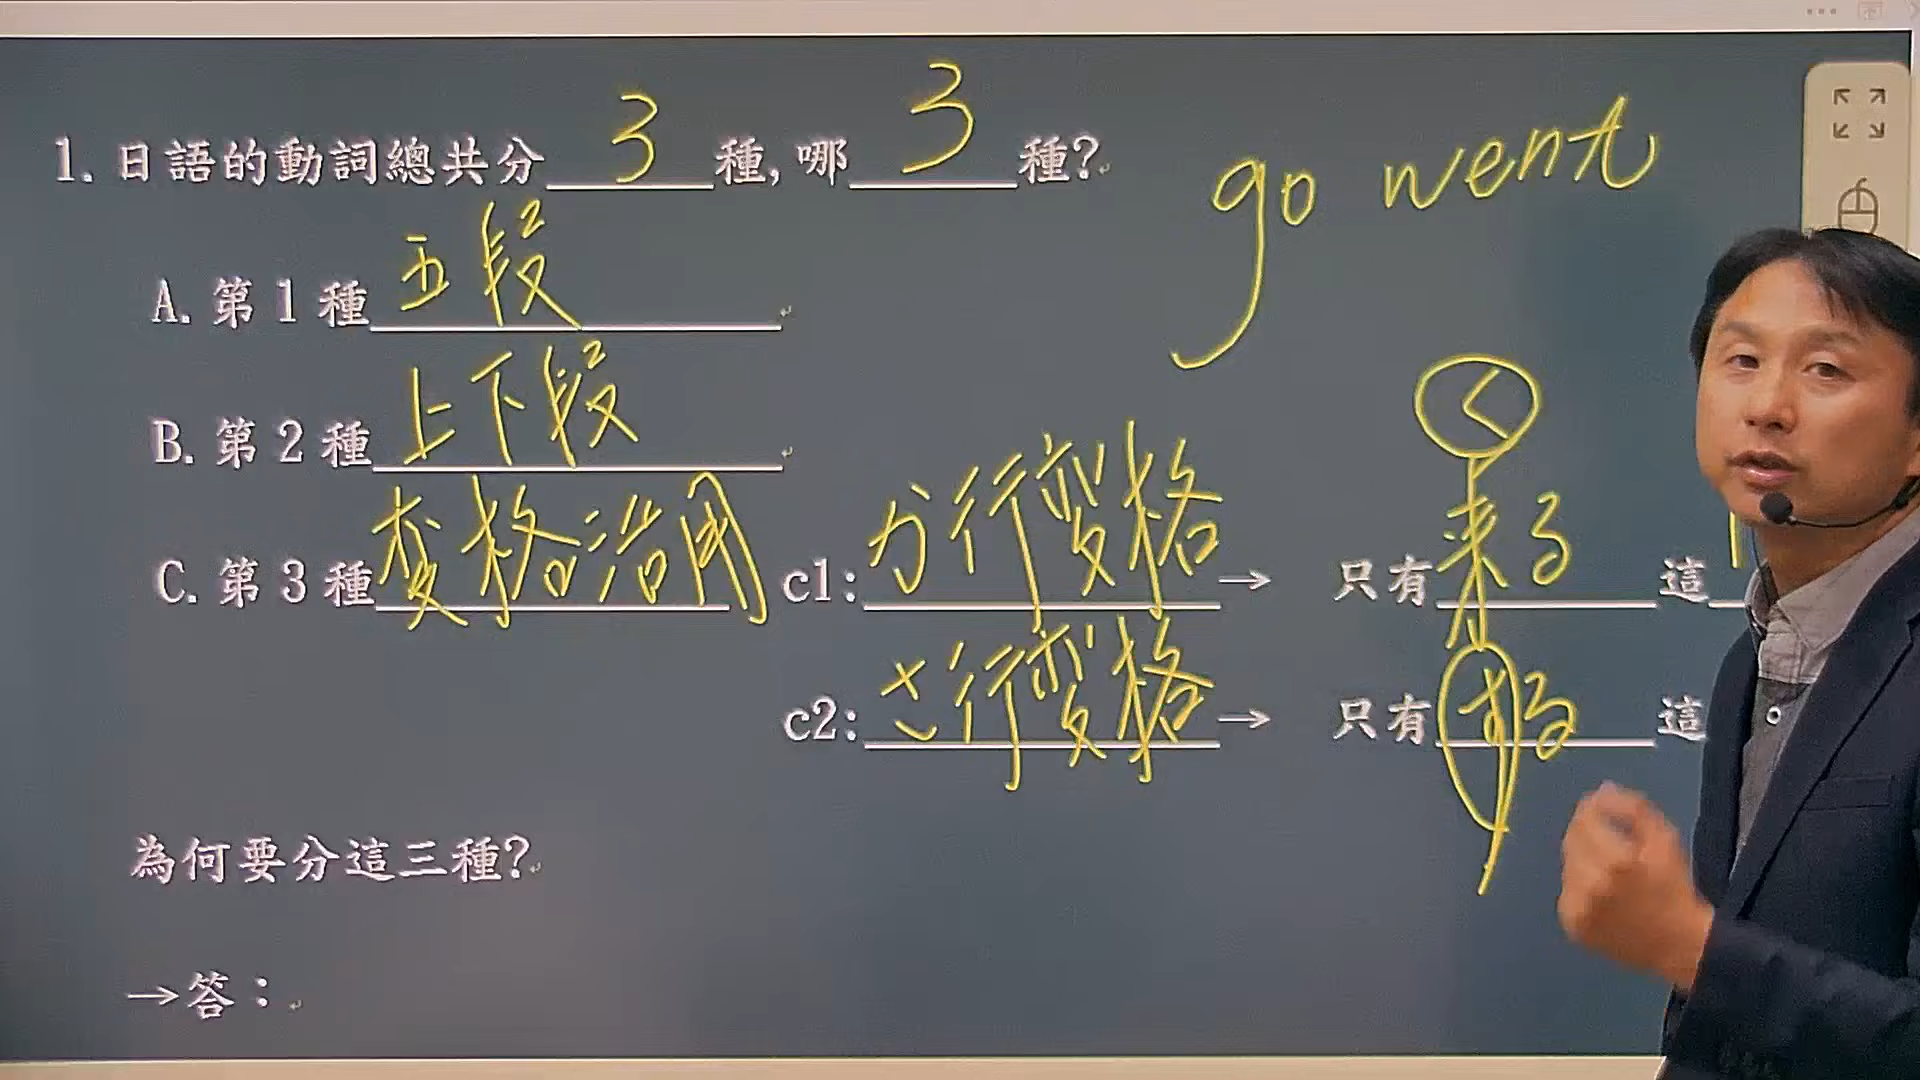 1. 日語的動詞總共分 3 種, 哪 3 種?
go went
A. 第 1 種 五段
B. 第 2 種 上下段
く
C. 第 3 種 変格活用 c1: か行変格 → 只有 来る 這
c2: さ行変格 → 只有 する 這
為何要分這三種?
→答：